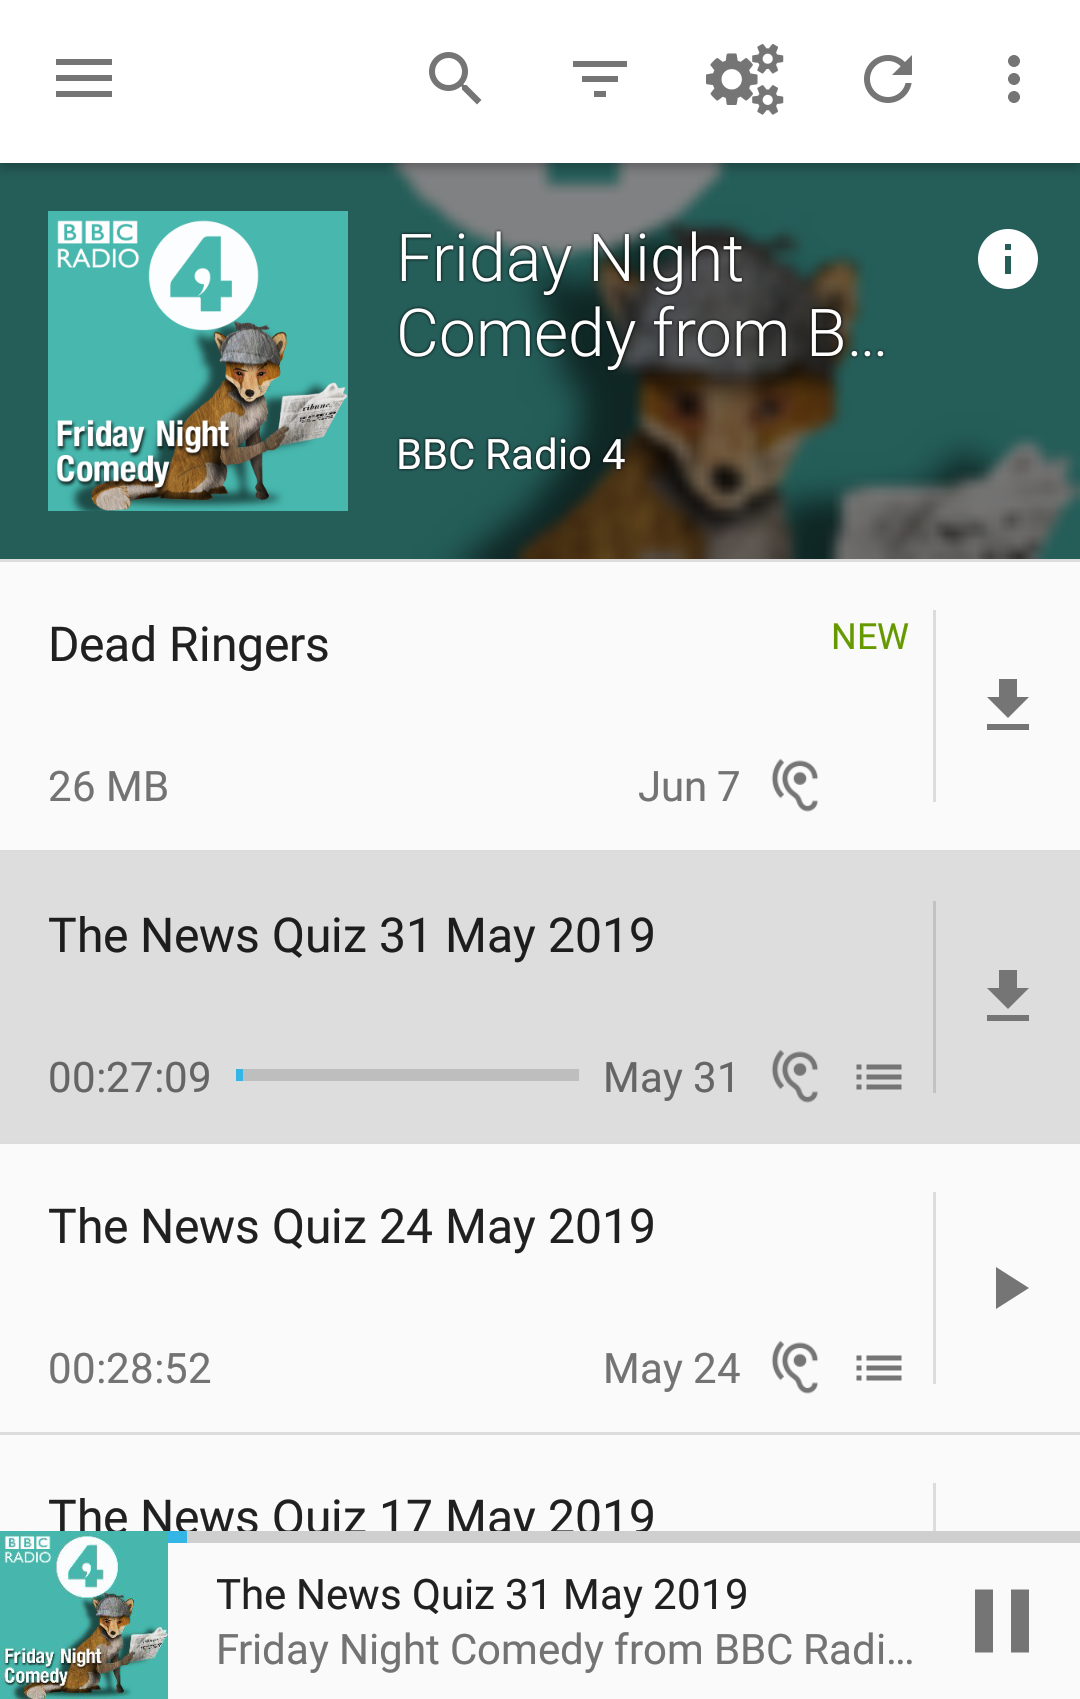 BBC
RADIO
4
Friday Night
Comedy
Friday Night
Comedy from B...
BBC Radio 4
Dead Ringers
NEW
26 MB
Jun 7
The News Quiz 31 May 2019
00:27:09
May 31
The News Quiz 24 May 2019
00:28:52
May 24
The News Quiz 17 May 2019
BBC
RADIO
4
Friday Night
Comedy
The News Quiz 31 May 2019
Friday Night Comedy from BBC Radi...